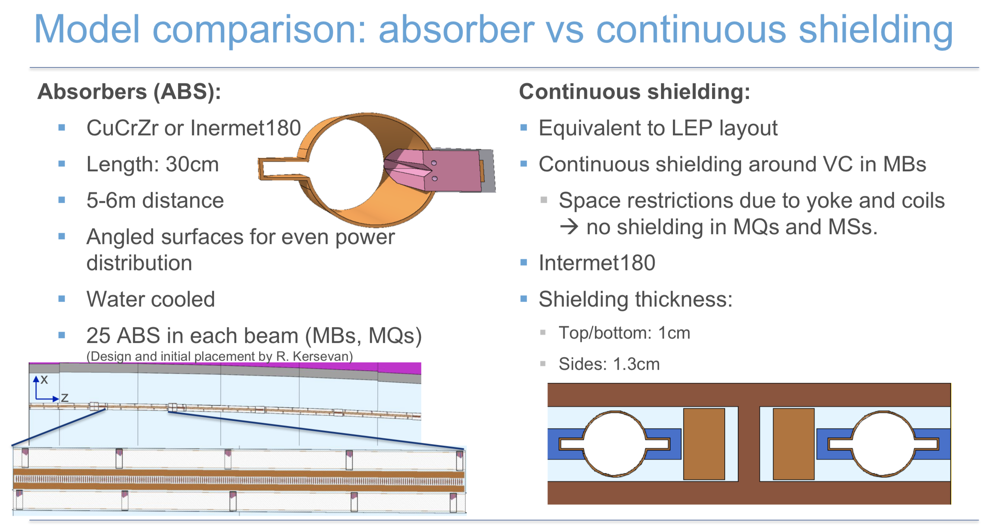 Model comparison: absorber vs continuous shielding
Absorbers (ABS):
CuCrZr or Inermet180
Length: 30cm
5-6m distance
Angled surfaces for even power
distribution
Water cooled
25 ABS in each beam (MBs, MQs)
(Design and initial placement by R. Kersevan)
X
Z
Continuous shielding:
Equivalent to LEP layout
Continuous shielding around VC in MBs
Space restrictions due to yoke and coils
→ no shielding in MQs and MSs.
Intermet180
Shielding thickness:
Top/bottom: 1cm
Sides: 1.3cm